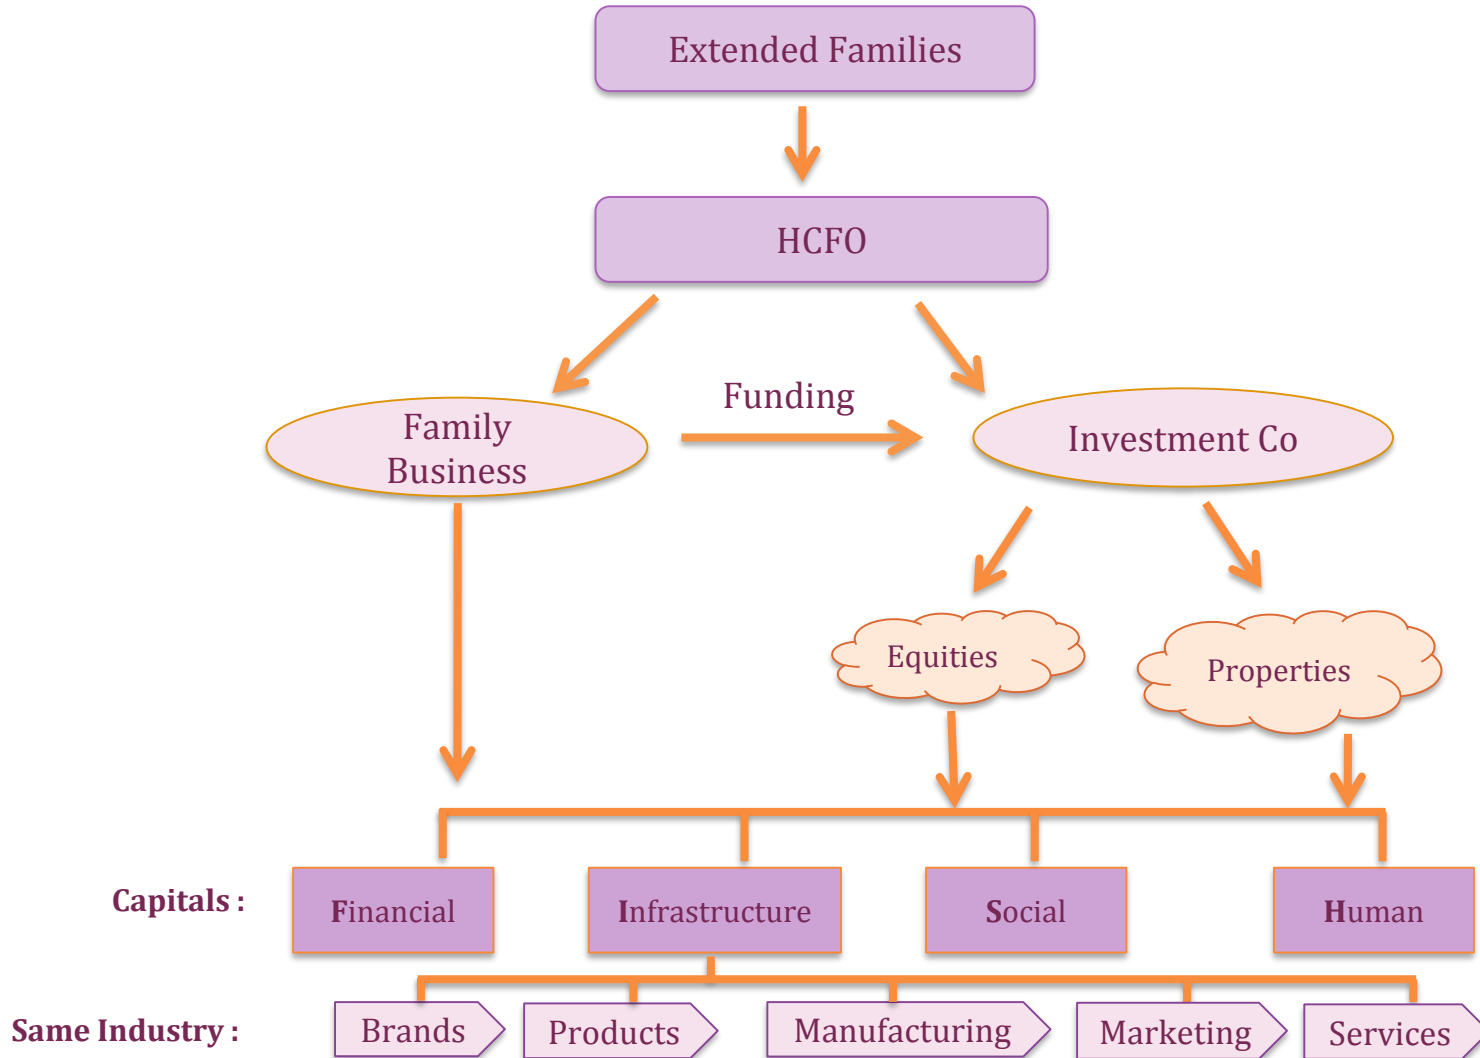 Extended Families
HCFO
Funding
Family
Business
Investment Co
Equities
Properties
Capitals :
Financial
Infrastructure
Social
Human
Same Industry :
Brands
Products
Manufacturing
Marketing
Services